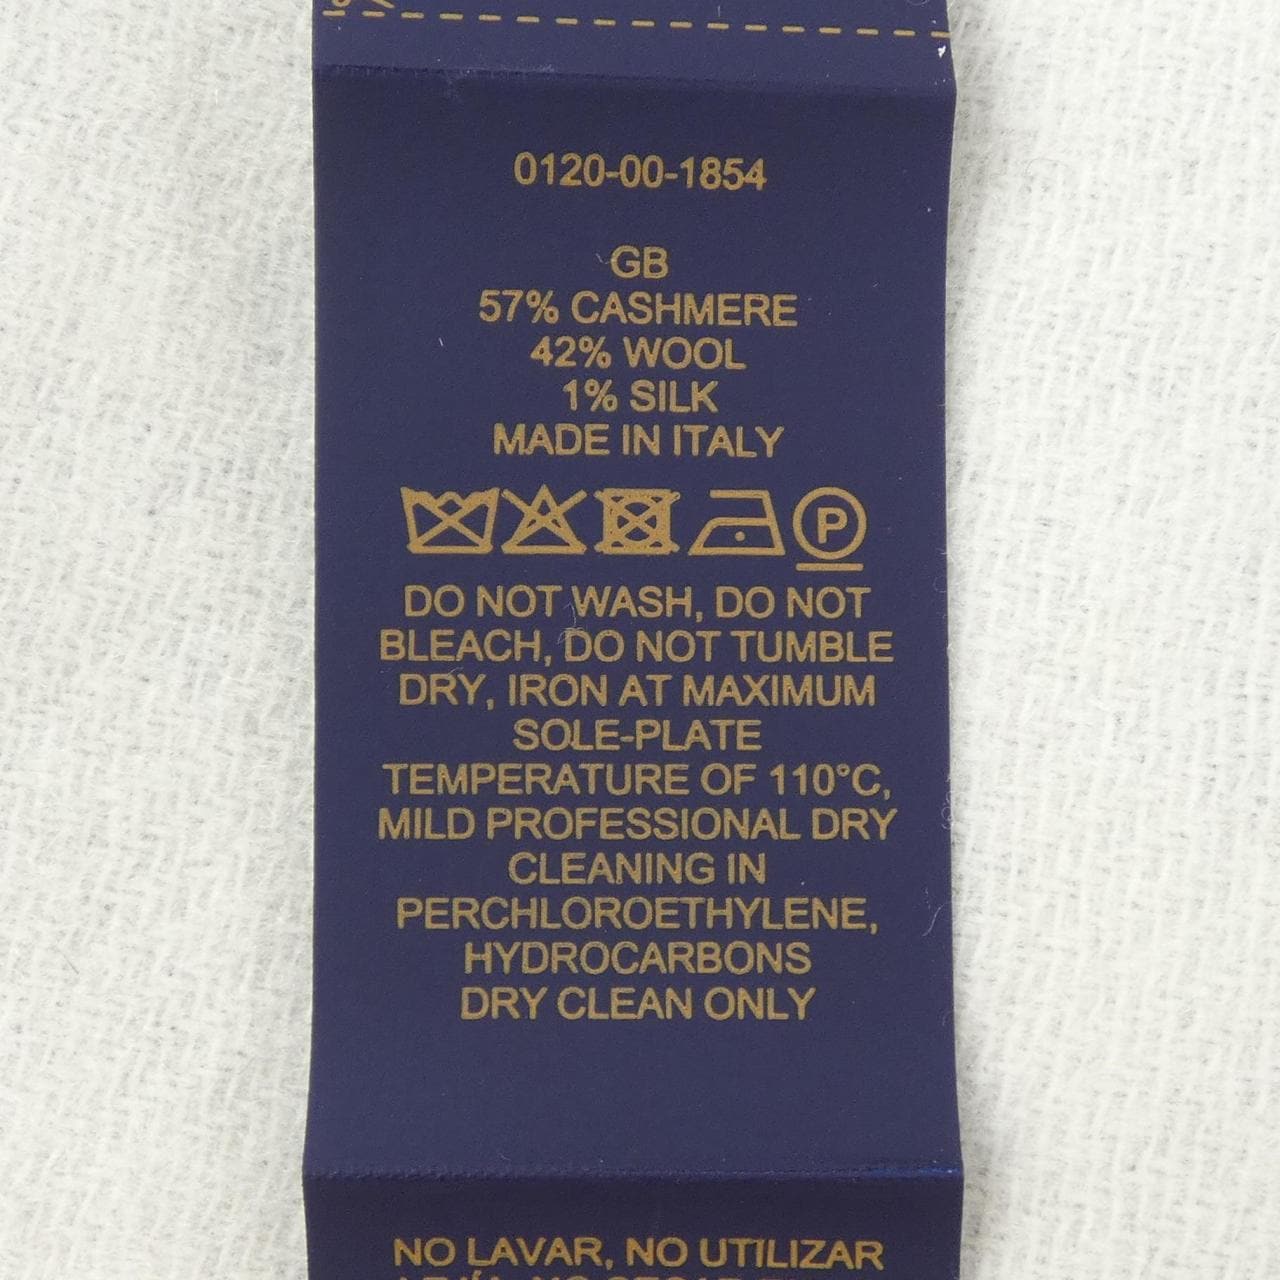 0120-00-1854
GB
57% CASHMERE
42% WOOL
1% SILK
MADE IN ITALY
P
DO NOT WASH, DO NOT
BLEACH, DO NOT TUMBLE
DRY, IRON AT MAXIMUM
SOLE-PLATE
TEMPERATURE OF 110°C,
MILD PROFESSIONAL DRY
CLEANING IN
PERCHLOROETHYLENE,
HYDROCARBONS
DRY CLEAN ONLY
NO LAVAR, NO UTILIZAR